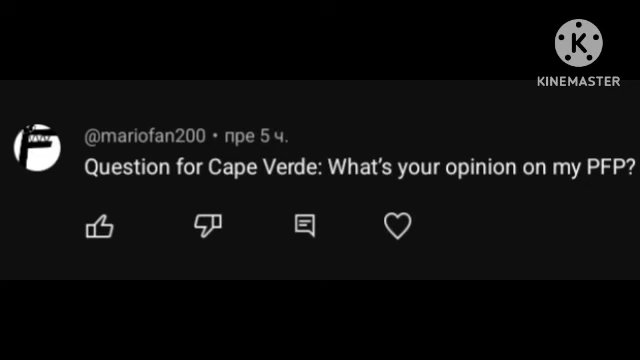 K
KINEMASTER
@mariofan200 • пре 5 ч.
Question for Cape Verde: What's your opinion on my PFP?